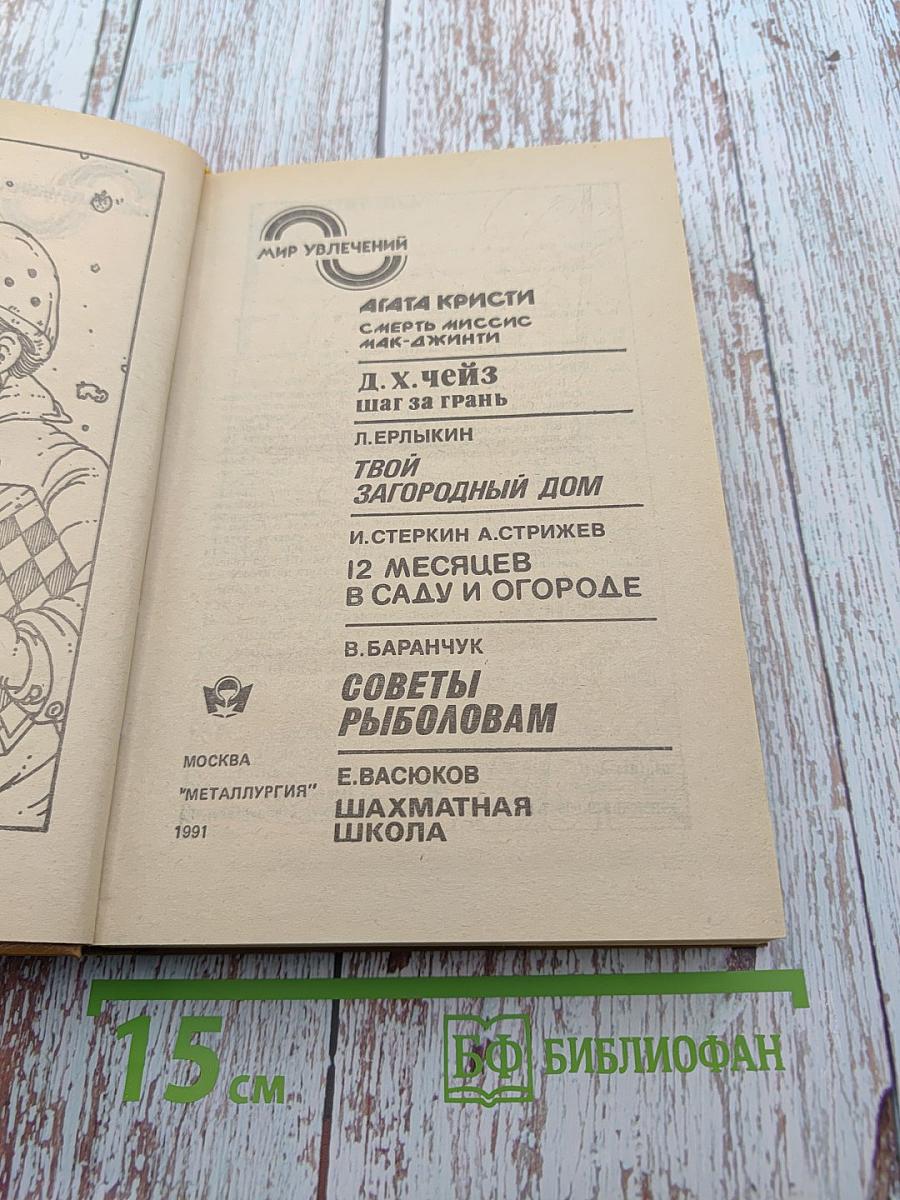 МИР УВЛЕЧЕНИЙ
АГАТА КРИСТИ
СМЕРТЬ МИССИС
МАК-ДЖИНТИ
Д.Х.ЧЕЙЗ
ШАГ ЗА ГРАНЬ
Л.ЕРЛЫКИН
ТВОЙ
ЗАГОРОДНЫЙ ДОМ
И.СТЕРКИН А.СТРИЖЕВ
12 МЕСЯЦЕВ
В САДУ И ОГОРОДЕ
В.БАРАНЧУК
СОВЕТЫ
РЫБОЛОВАМ
Е.ВАСЮКОВ
ШАХМАТНАЯ
ШКОЛА
МОСКВА
"МЕТАЛЛУРГИЯ"
1991
15 см
БФ БИБЛИОФАН